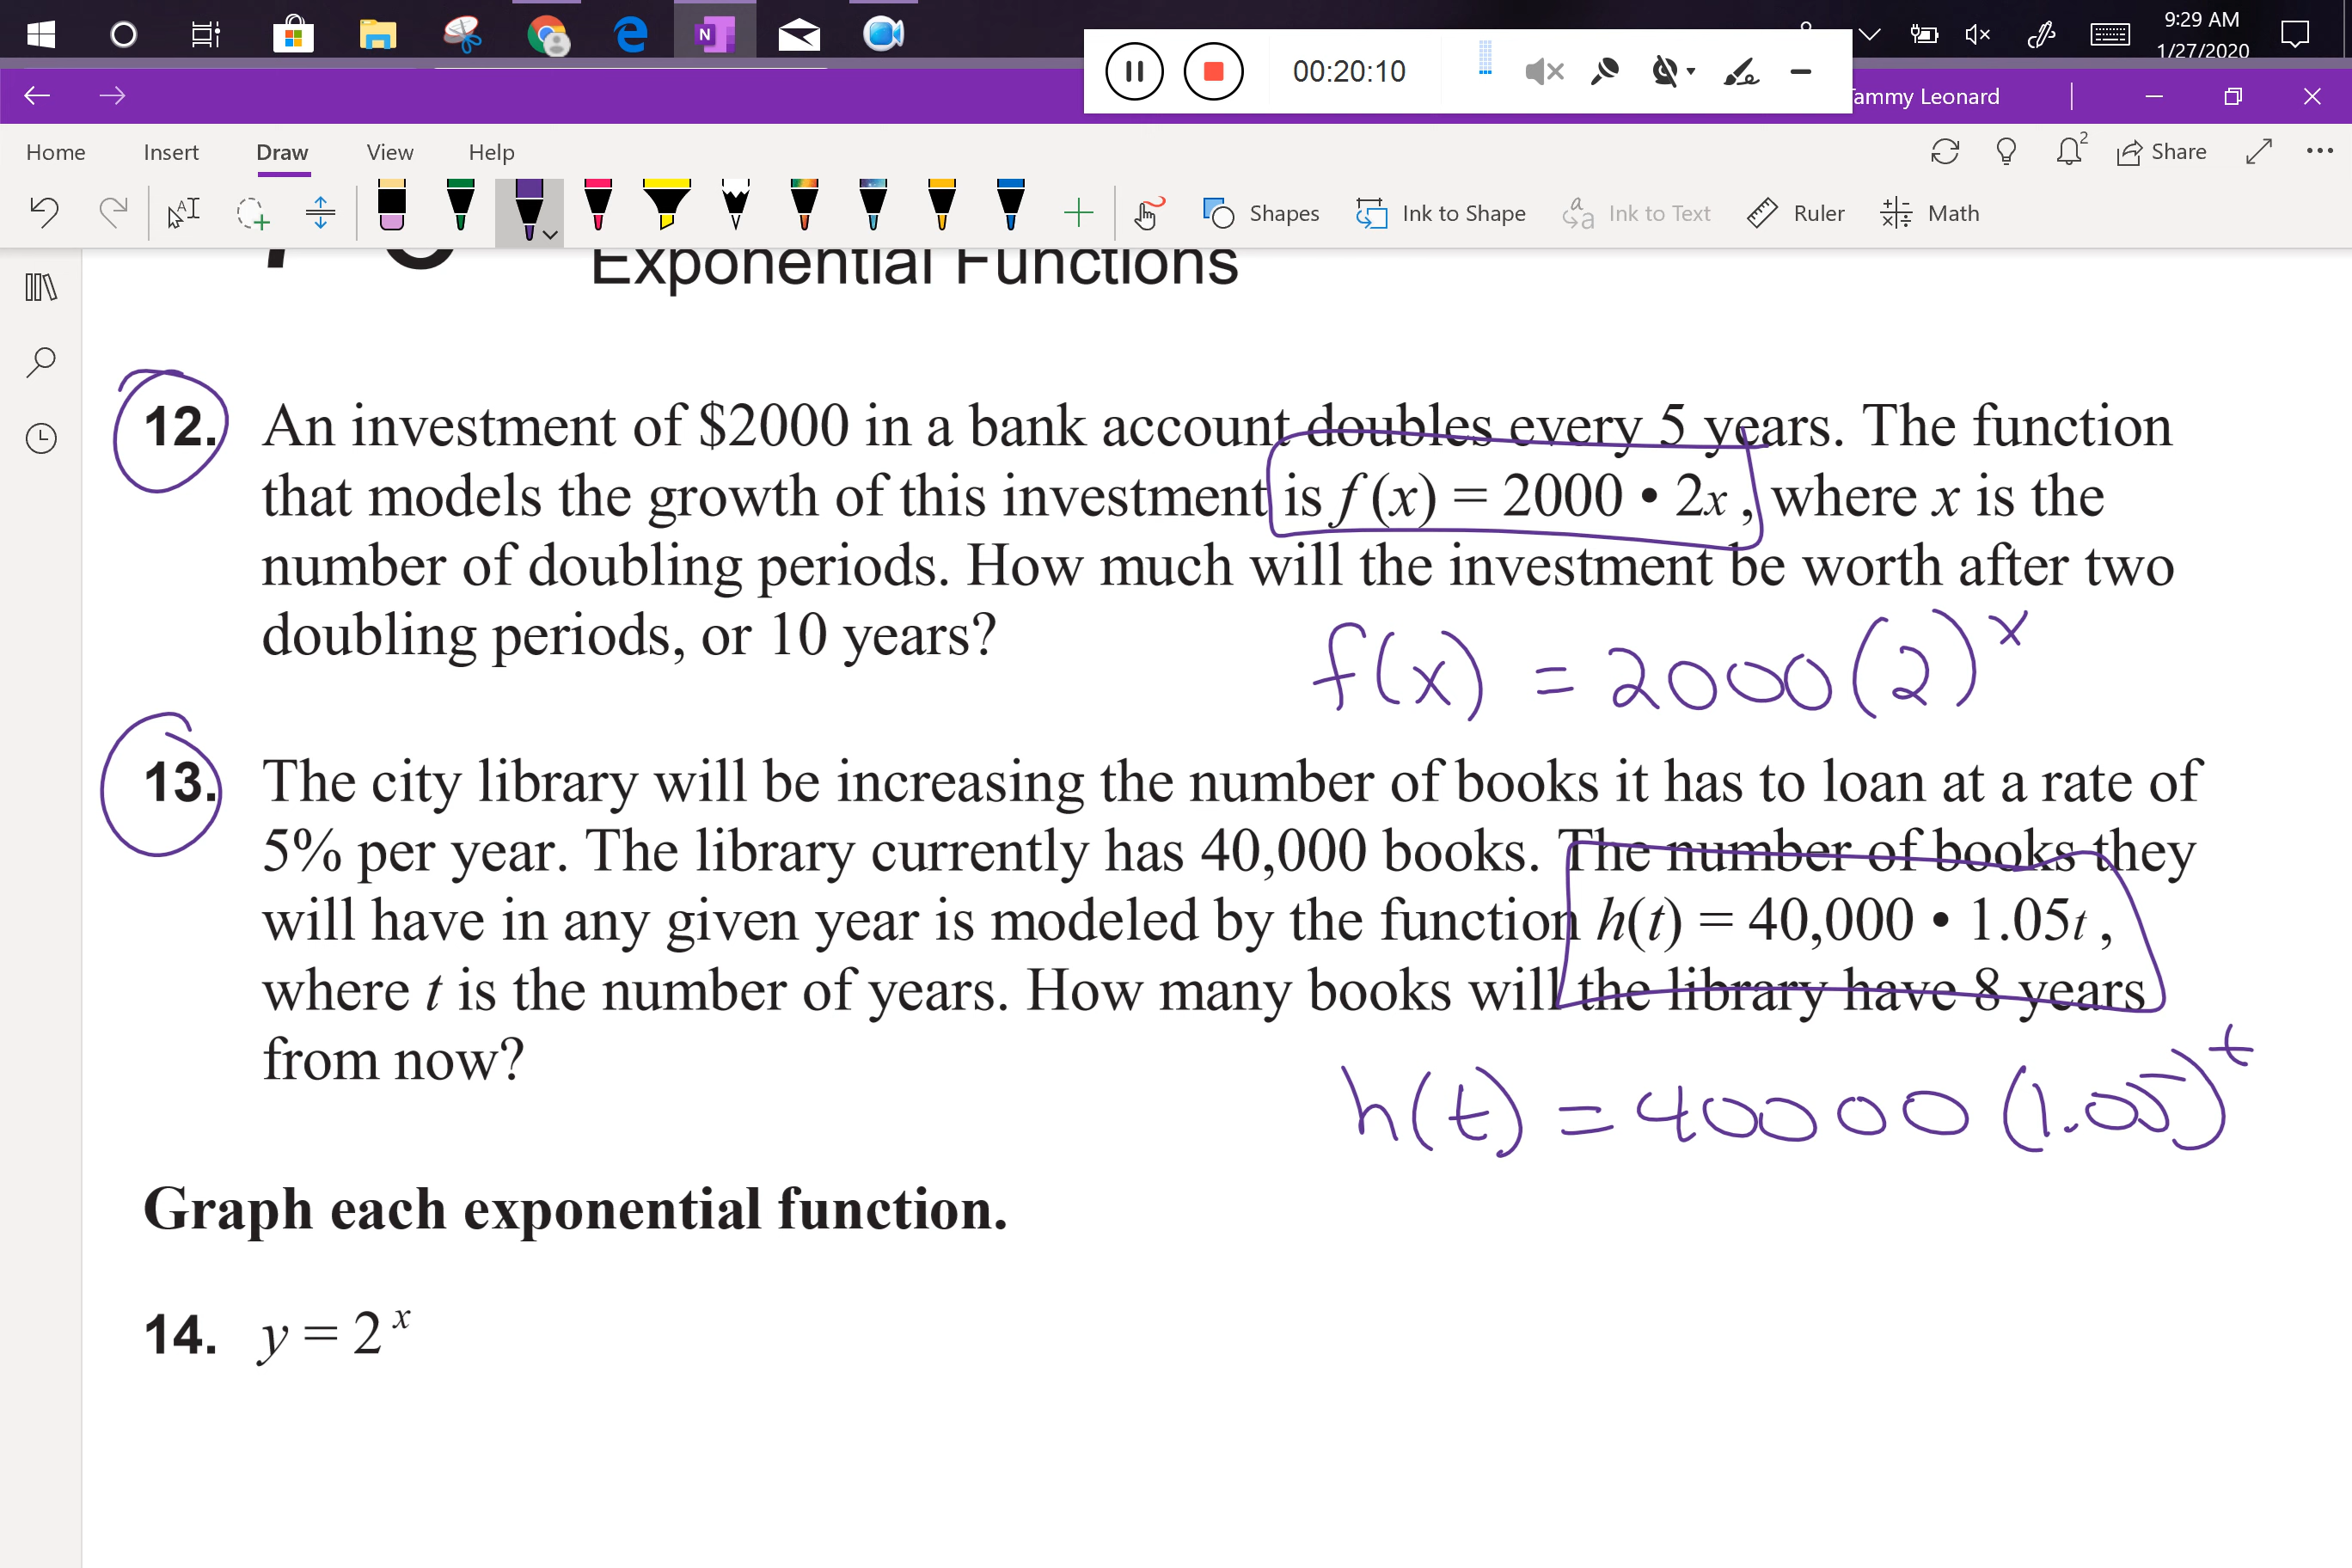 9:29 AM
1/27/2020
00:20:10
ammy Leonard
Home Insert Draw View Help
2 Share
Shapes Ink to Shape Ink to Text Ruler Math
Exponential Functions
12. An investment of $2000 in a bank account doubles every 5 years. The function
that models the growth of this investment is f (x) = 2000 • 2x , where x is the
number of doubling periods. How much will the investment be worth after two
doubling periods, or 10 years?
f(x) = 2000(2)^x
13. The city library will be increasing the number of books it has to loan at a rate of
5% per year. The library currently has 40,000 books. The number of books they
will have in any given year is modeled by the function h(t) = 40,000 • 1.05t ,
where t is the number of years. How many books will the library have 8 years
from now?
h(t) = 40000 (1.05)^t
Graph each exponential function.
14. y = 2^x